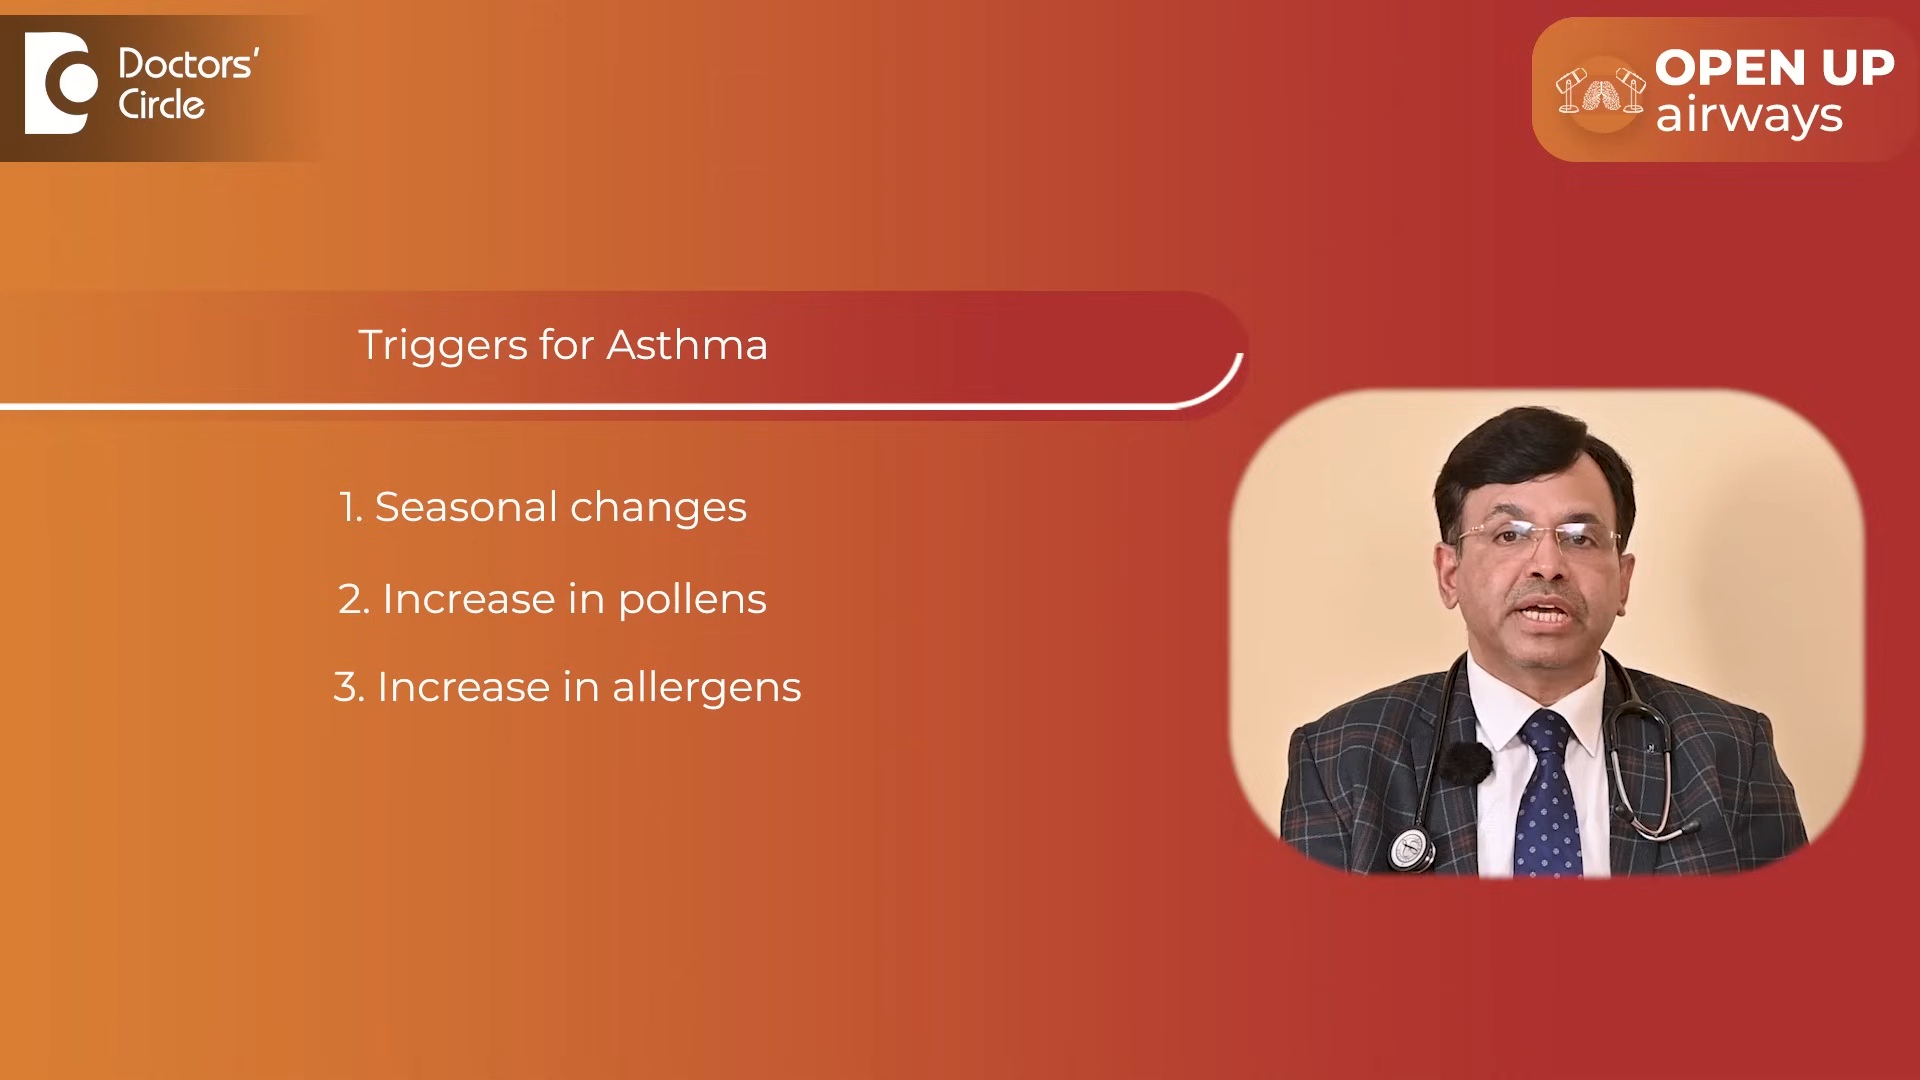 Doctors'
Circle
OPEN UP
airways
Triggers for Asthma
1. Seasonal changes
2. Increase in pollens
3. Increase in allergens